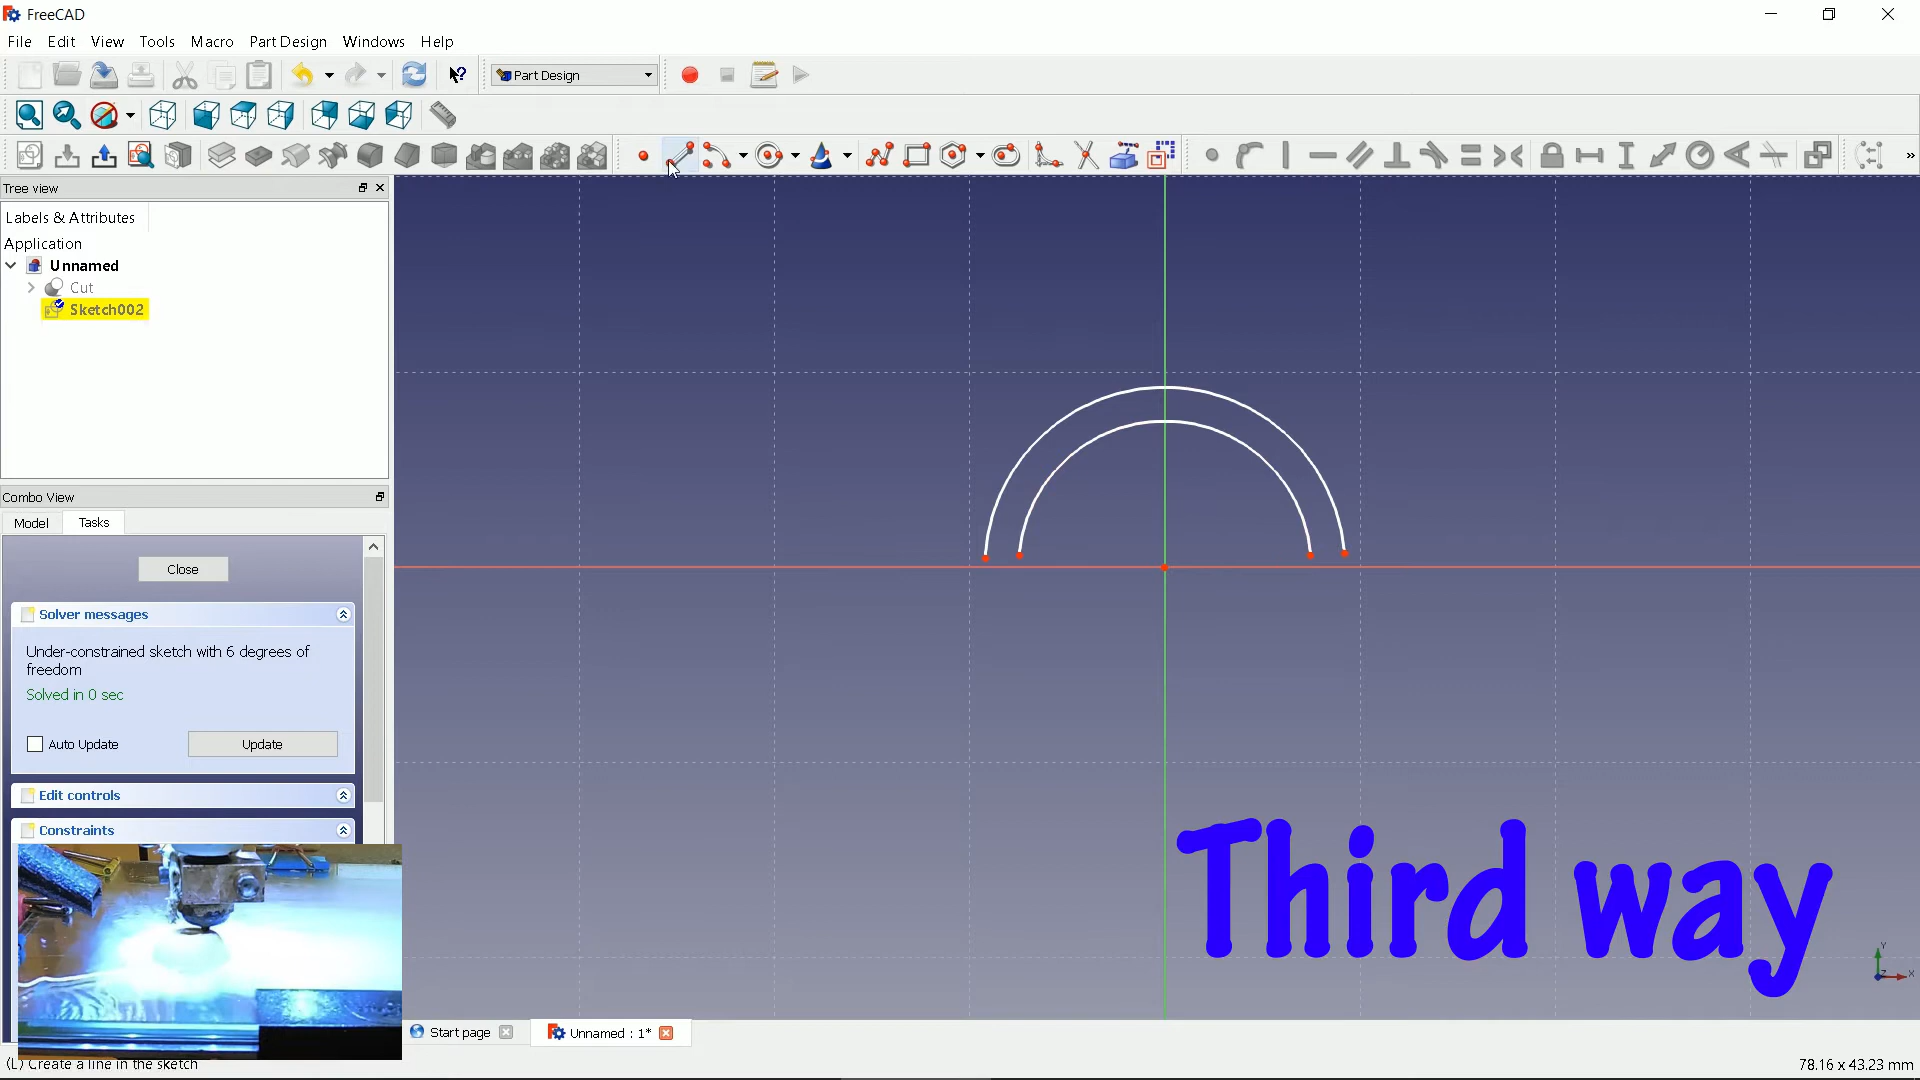 FreeCAD
File Edit View Tools Macro Part Design Windows Help
Part Design
Tree view
Labels & Attributes
Application
Unnamed
Cut
Sketch002
Combo View
Model Tasks
Close
Solver messages
Under-constrained sketch with 6 degrees of
freedom
Solved in 0 sec
Auto Update Update
Edit controls
Constraints
Third way
Y
Z X
Start page Unnamed : 1*
(L) Create a line in the sketch 78.16 x 43.23 mm